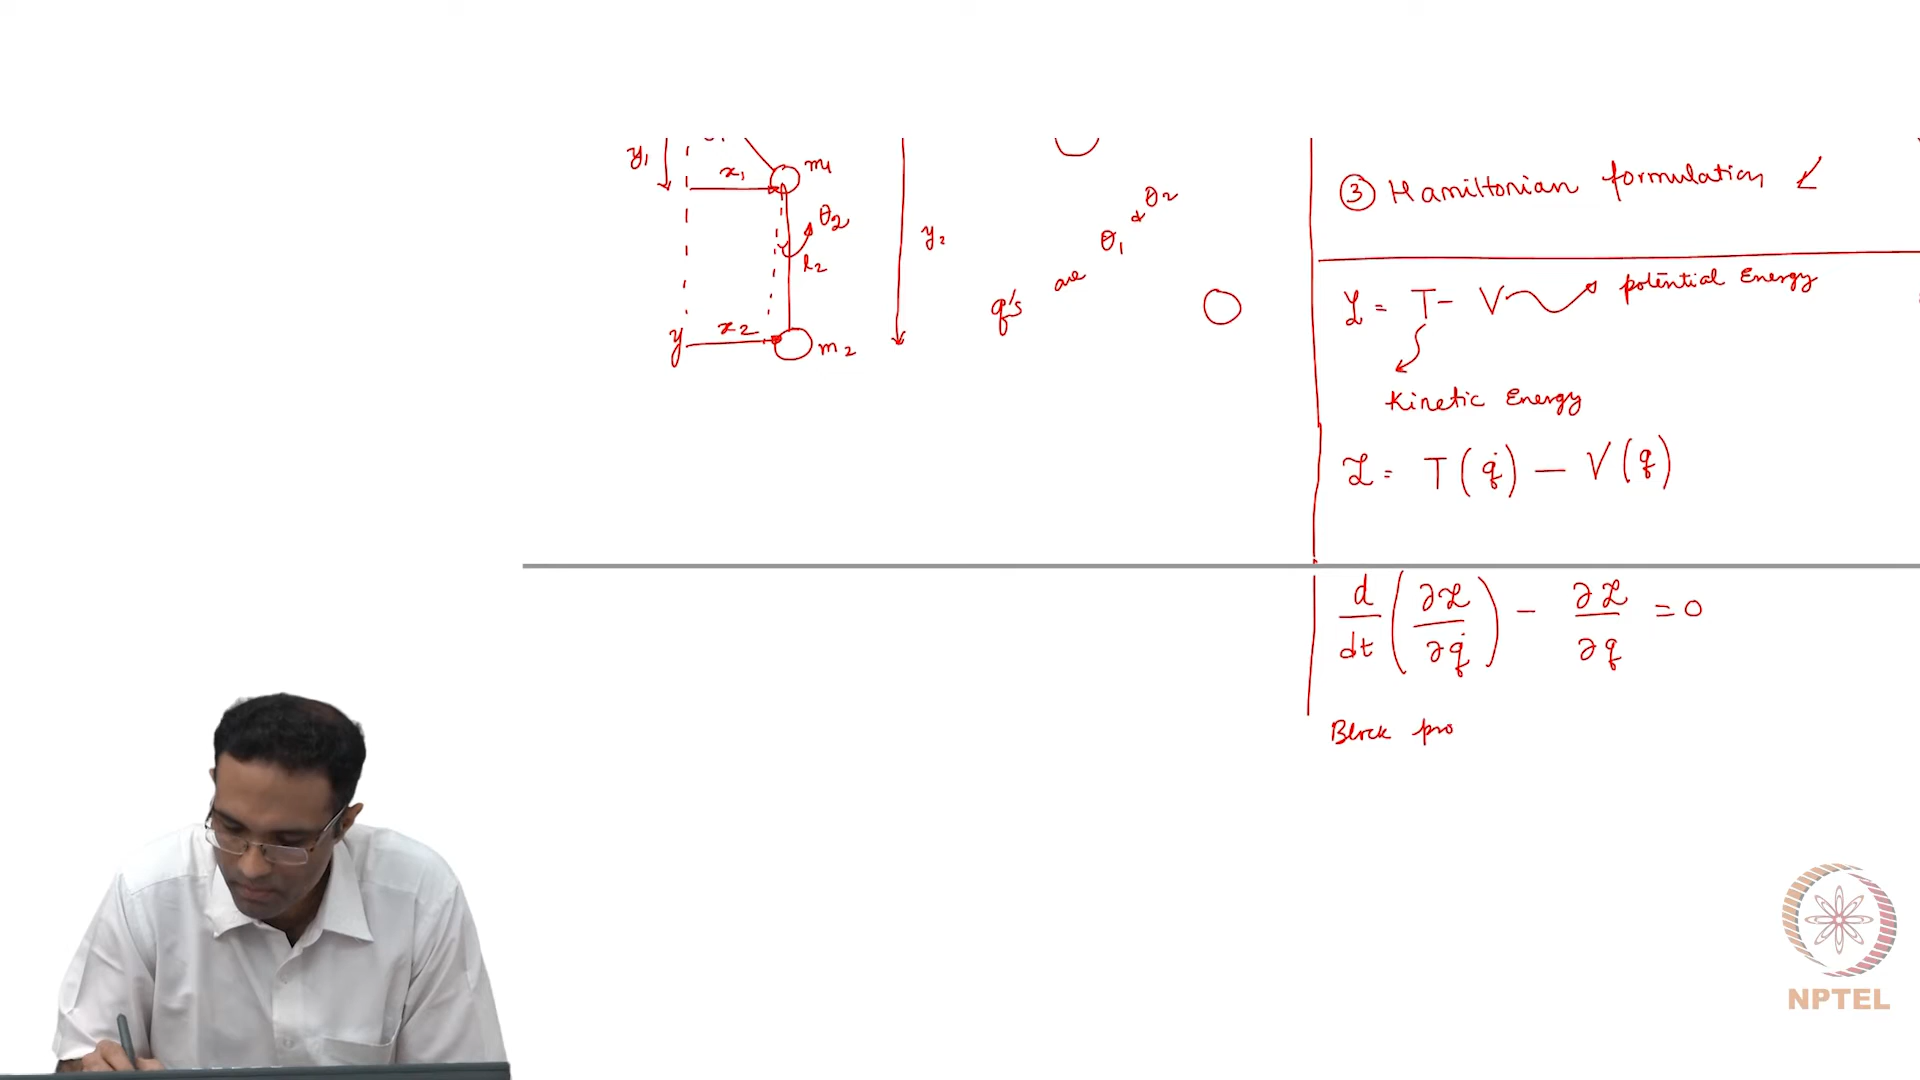 y₁
x₁
m₁
θ₂
l₂
y
x₂
m₂
y₂
q's are θ₁ & θ₂
③ Hamiltonian formulation
ℒ = T - V
potential Energy
Kinetic Energy
ℒ = T(q̇) — V(q)
d/dt (∂ℒ/∂q̇) - ∂ℒ/∂q = 0
Block pro
NPTEL